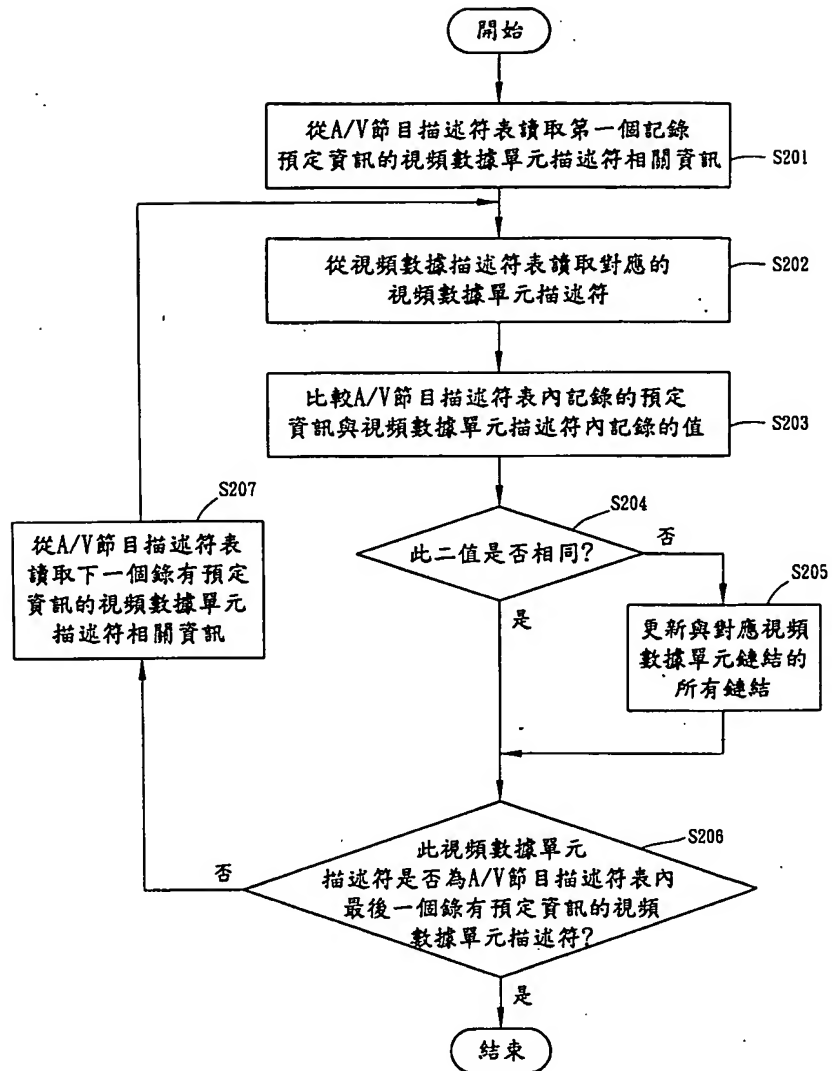 開始
從A/V節目描述符表讀取第一個記錄
預定資訊的視頻數據單元描述符相關資訊
S201
從視頻數據描述符表讀取對應的
視頻數據單元描述符
S202
比較A/V節目描述符表內記錄的預定
資訊與視頻數據單元描述符內記錄的值
S203
S207
從A/V節目描述符表
讀取下一個錄有預定
資訊的視頻數據單元
描述符相關資訊
S204
此二值是否相同?
否
是
S205
更新與對應視頻
數據單元鏈結的
所有鏈結
S206
此視頻數據單元
描述符是否為A/V節目描述符表內
最後一個錄有預定資訊的視頻
數據單元描述符?
否
是
結束